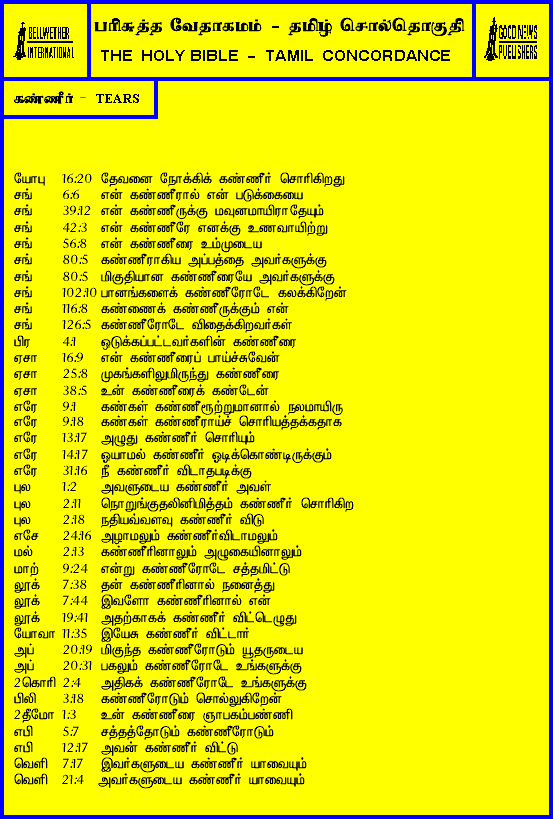 BELLWETHER
INTERNATIONAL
பரிசுத்த வேதாகமம் - தமிழ் சொல்தொகுதி
THE HOLY BIBLE - TAMIL CONCORDANCE
GOOD NEWS
PUBLISHERS
கண்ணீர் - TEARS
யோபு 16:20 தேவனை நோக்கிக் கண்ணீர் சொரிகிறது
சங் 6:6 என் கண்ணீரால் என் படுக்கையை
சங் 39:12 என் கண்ணீருக்கு மவுனமாயிராதேயும்
சங் 42:3 என் கண்ணீரே எனக்கு உணவாயிற்று
சங் 56:8 என் கண்ணீரை உம்முடைய
சங் 80:5 கண்ணீராகிய அப்பத்தை அவர்களுக்கு
சங் 80:5 மிகுதியான கண்ணீரையே அவர்களுக்கு
சங் 102:10 பானங்களைக் கண்ணீரோடே கலக்கிறேன்
சங் 116:8 கண்ணைக் கண்ணீருக்கும் என்
சங் 126:5 கண்ணீரோடே விதைக்கிறவர்கள்
பிர 4:1 ஒடுக்கப்பட்டவர்களின் கண்ணீரை
ஏசா 16:9 என் கண்ணீரைப் பாய்ச்சுவேன்
ஏசா 25:8 முகங்களிலுமிருந்து கண்ணீரை
ஏசா 38:5 உன் கண்ணீரைக் கண்டேன்
எரே 9:1 கண்கள் கண்ணீரூற்றுமானால் நலமாயிரு
எரே 9:18 கண்கள் கண்ணீராய்ச் சொரியத்தக்கதாக
எரே 13:17 அழுது கண்ணீர் சொரியும்
எரே 14:17 ஓயாமல் கண்ணீர் ஓடிக்கொண்டிருக்கும்
எரே 31:16 நீ கண்ணீர் விடாதபடிக்கு
புல 1:2 அவளுடைய கண்ணீர் அவள்
புல 2:11 நொறுங்குதலினிமித்தம் கண்ணீர் சொரிகிற
புல 2:18 நதியவ்வளவு கண்ணீர் விடு
எசே 24:16 அழாமலும் கண்ணீர்விடாமலும்
மல் 2:13 கண்ணீரினாலும் அழுகையினாலும்
மாற் 9:24 என்று கண்ணீரோடே சத்தமிட்டு
லூக் 7:38 தன் கண்ணீரினால் நனைத்து
லூக் 7:44 இவளோ கண்ணீரினால் என்
லூக் 19:41 அதற்காகக் கண்ணீர் விட்டெழுது
யோவா 11:35 இயேசு கண்ணீர் விட்டார்
அப் 20:19 மிகுந்த கண்ணீரோடும் யூதருடைய
அப் 20:31 பகலும் கண்ணீரோடே உங்களுக்கு
2கொரி 2:4 அதிகக் கண்ணீரோடே உங்களுக்கு
பிலி 3:18 கண்ணீரோடும் சொல்லுகிறேன்
2தீமோ 1:3 உன் கண்ணீரை ஞாபகம்பண்ணி
எபி 5:7 சத்தத்தோடும் கண்ணீரோடும்
எபி 12:17 அவன் கண்ணீர் விட்டு
வெளி 7:17 இவர்களுடைய கண்ணீர் யாவையும்
வெளி 21:4 அவர்களுடைய கண்ணீர் யாவையும்